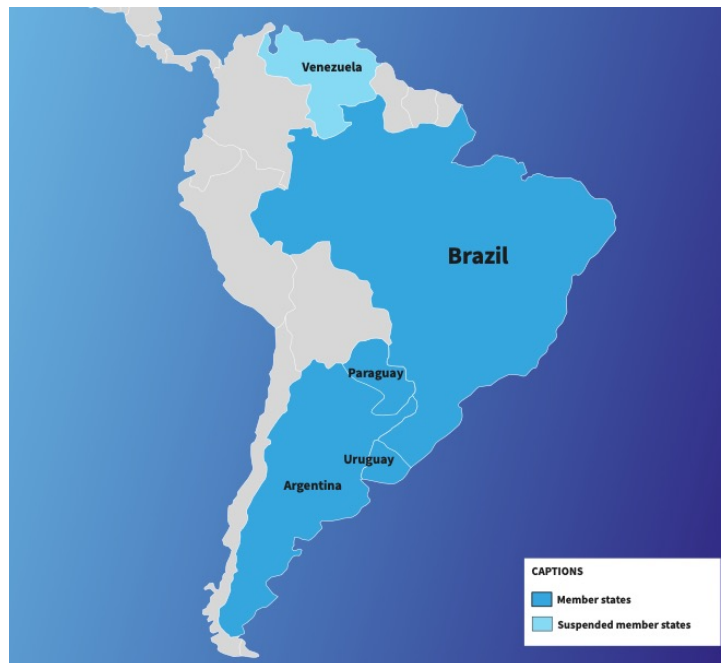 Venezuela
Brazil
Paraguay
Uruguay
Argentina
CAPTIONS
Member states
Suspended member states